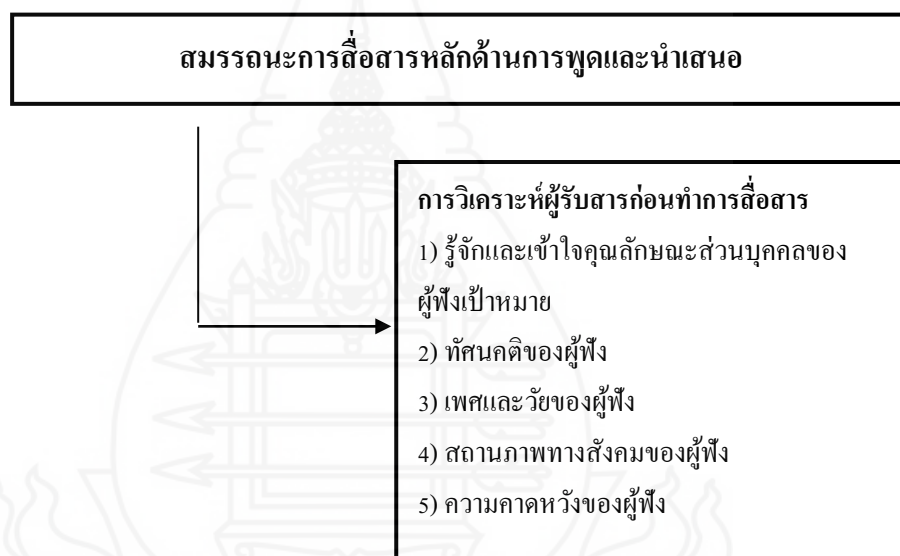 สมรรถนะการสื่อสารหลักด้านการพูดและนำเสนอ
การวิเคราะห์ผู้รับสารก่อนทำการสื่อสาร
1) รู้จักและเข้าใจคุณลักษณะส่วนบุคคลของ
ผู้ฟังเป้าหมาย
2) ทัศนคติของผู้ฟัง
3) เพศและวัยของผู้ฟัง
4) สถานภาพทางสังคมของผู้ฟัง
5) ความคาดหวังของผู้ฟัง